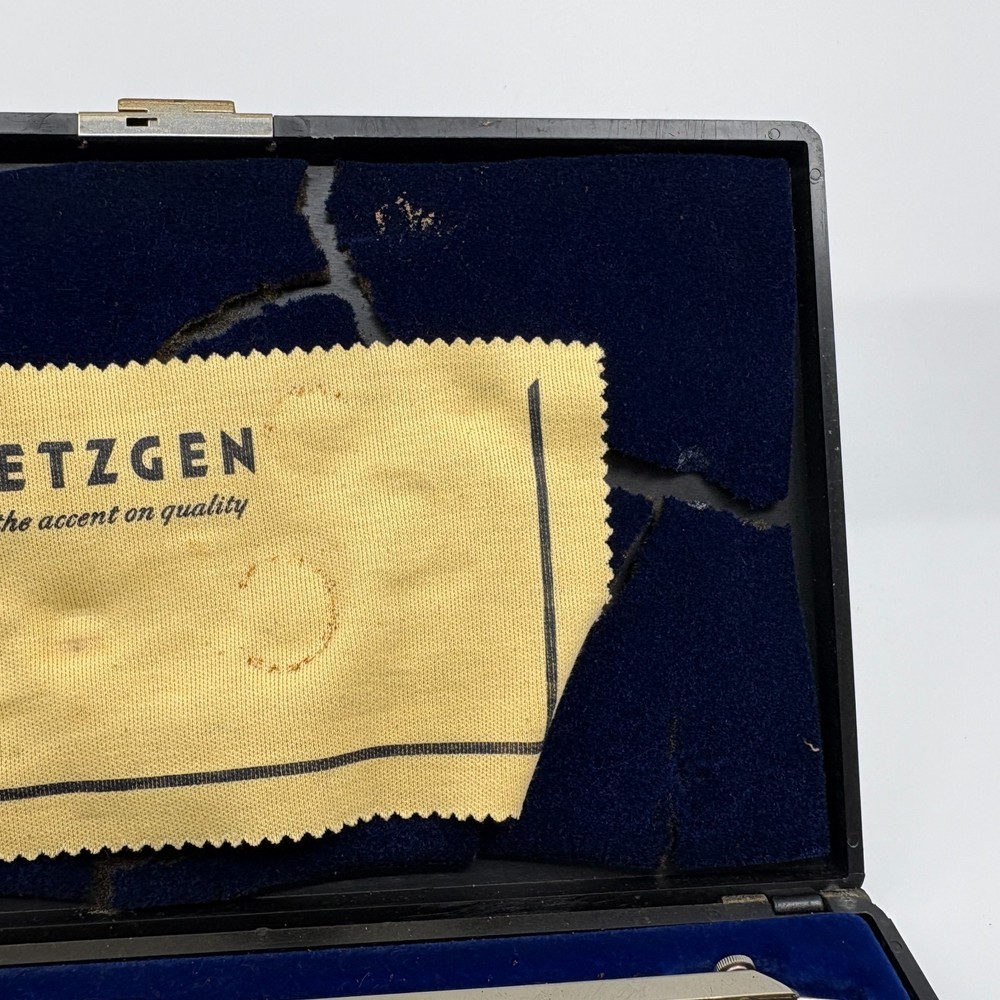 ETZGEN
the accent on quality